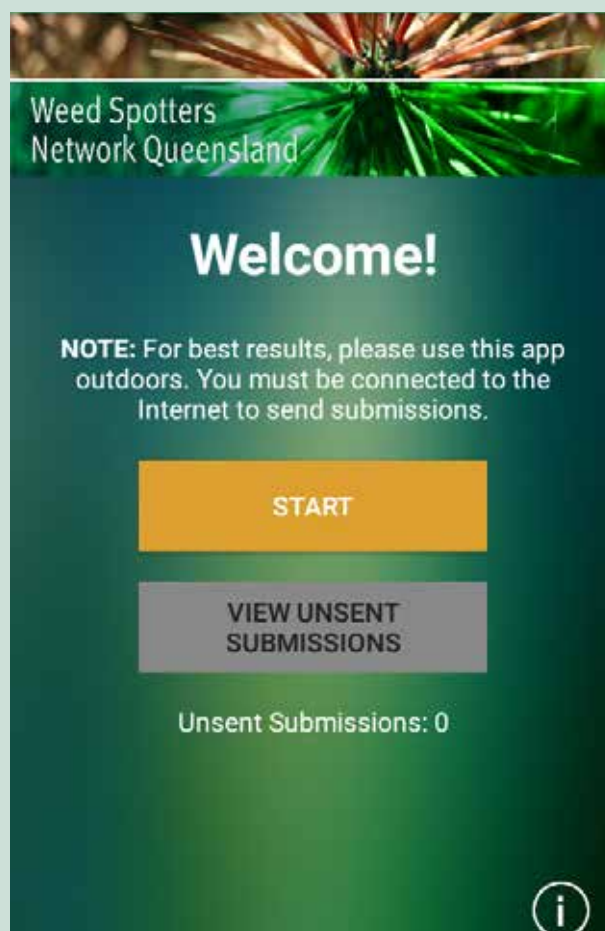 Weed Spotters
Network Queensland
Welcome!
NOTE: For best results, please use this app
outdoors. You must be connected to the
Internet to send submissions.
START
VIEW UNSENT
SUBMISSIONS
Unsent Submissions: 0
i